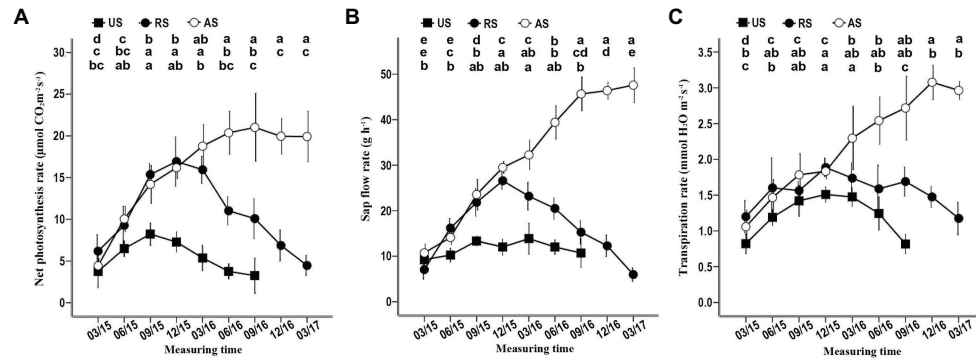 A
US RS AS
d c b b ab a a a a
c bc a a a b b c c
bc ab a ab b bc c
Net photosynthesis rate (μmol CO₂m⁻²s⁻¹)
30
25
20
15
10
5
0
03/15 06/15 09/15 12/15 03/16 06/16 09/16 12/16 03/17
Measuring time
B
US RS AS
e e d c c b a a a
e c b a ab b cd d e
b b ab ab a ab b
Sap flow rate (g h⁻¹)
50
40
30
20
10
0
03/15 06/15 09/15 12/15 03/16 06/16 09/16 12/16 03/17
Measuring time
C
US RS AS
d c c c b b ab a a
b ab ab a ab ab ab b b
c ab a a a b c
Transpiration rate (mmol H₂O m⁻²s⁻¹)
3.5
3.0
2.5
2.0
1.5
1.0
0.5
0.0
03/15 06/15 09/15 12/15 03/16 06/16 09/16 12/16 03/17
Measuring time